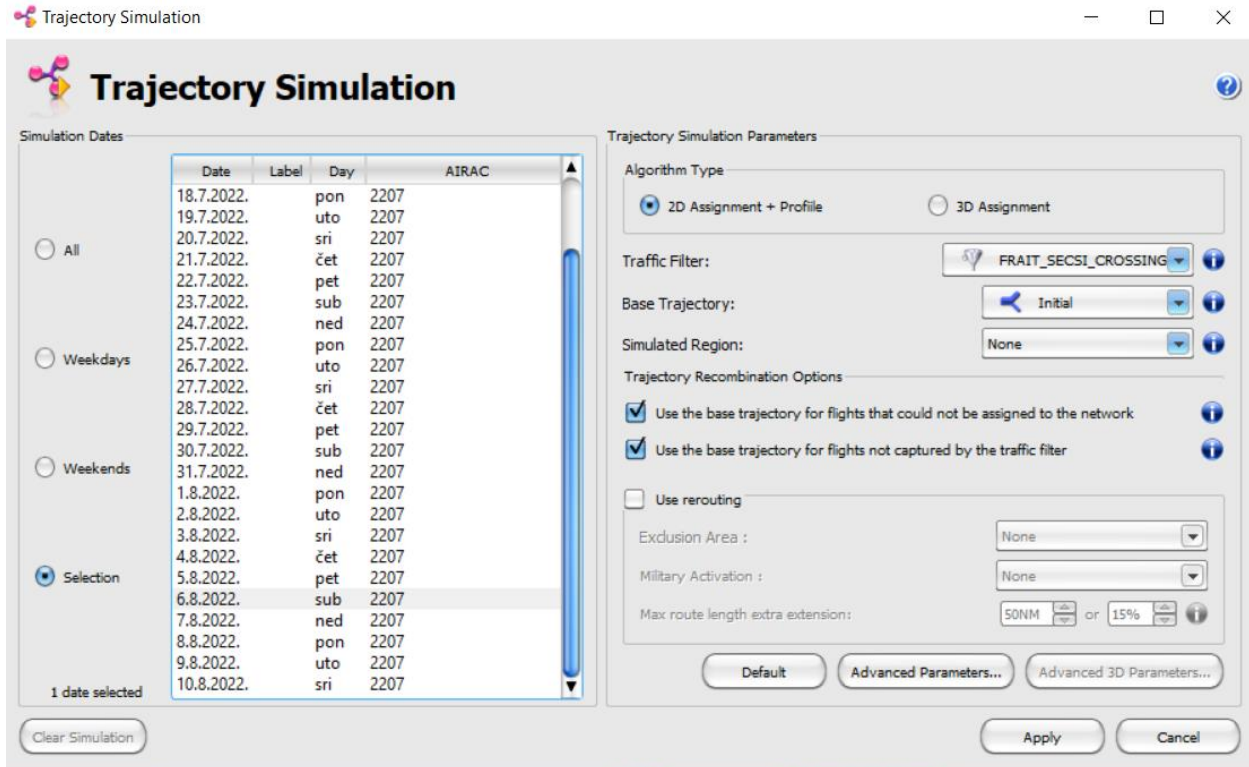 Trajectory Simulation
Trajectory Simulation
Simulation Dates
All
Weekdays
Weekends
Selection
1 date selected
Date Label Day AIRAC
18.7.2022. pon 2207
19.7.2022. uto 2207
20.7.2022. sri 2207
21.7.2022. čet 2207
22.7.2022. pet 2207
23.7.2022. sub 2207
24.7.2022. ned 2207
25.7.2022. pon 2207
26.7.2022. uto 2207
27.7.2022. sri 2207
28.7.2022. čet 2207
29.7.2022. pet 2207
30.7.2022. sub 2207
31.7.2022. ned 2207
1.8.2022. pon 2207
2.8.2022. uto 2207
3.8.2022. sri 2207
4.8.2022. čet 2207
5.8.2022. pet 2207
6.8.2022. sub 2207
7.8.2022. ned 2207
8.8.2022. pon 2207
9.8.2022. uto 2207
10.8.2022. sri 2207
Trajectory Simulation Parameters
Algorithm Type
2D Assignment + Profiile 3D Assignment
Traffic Filter: FRAIT_SECSI_CROSSING
Base Trajectory: Initial
Simulated Region: None
Trajectory Recombination Options
Use the base trajectory for flights that could not be assigned to the network
Use the base trajectory for flights not captured by the traffic filter
Use rerouting
Exclusion Area : None
Military Activation : None
Max route length extra extension: 50NM or 15%
Default Advanced Parameters... Advanced 3D Parameters...
Clear Simulation Apply Cancel